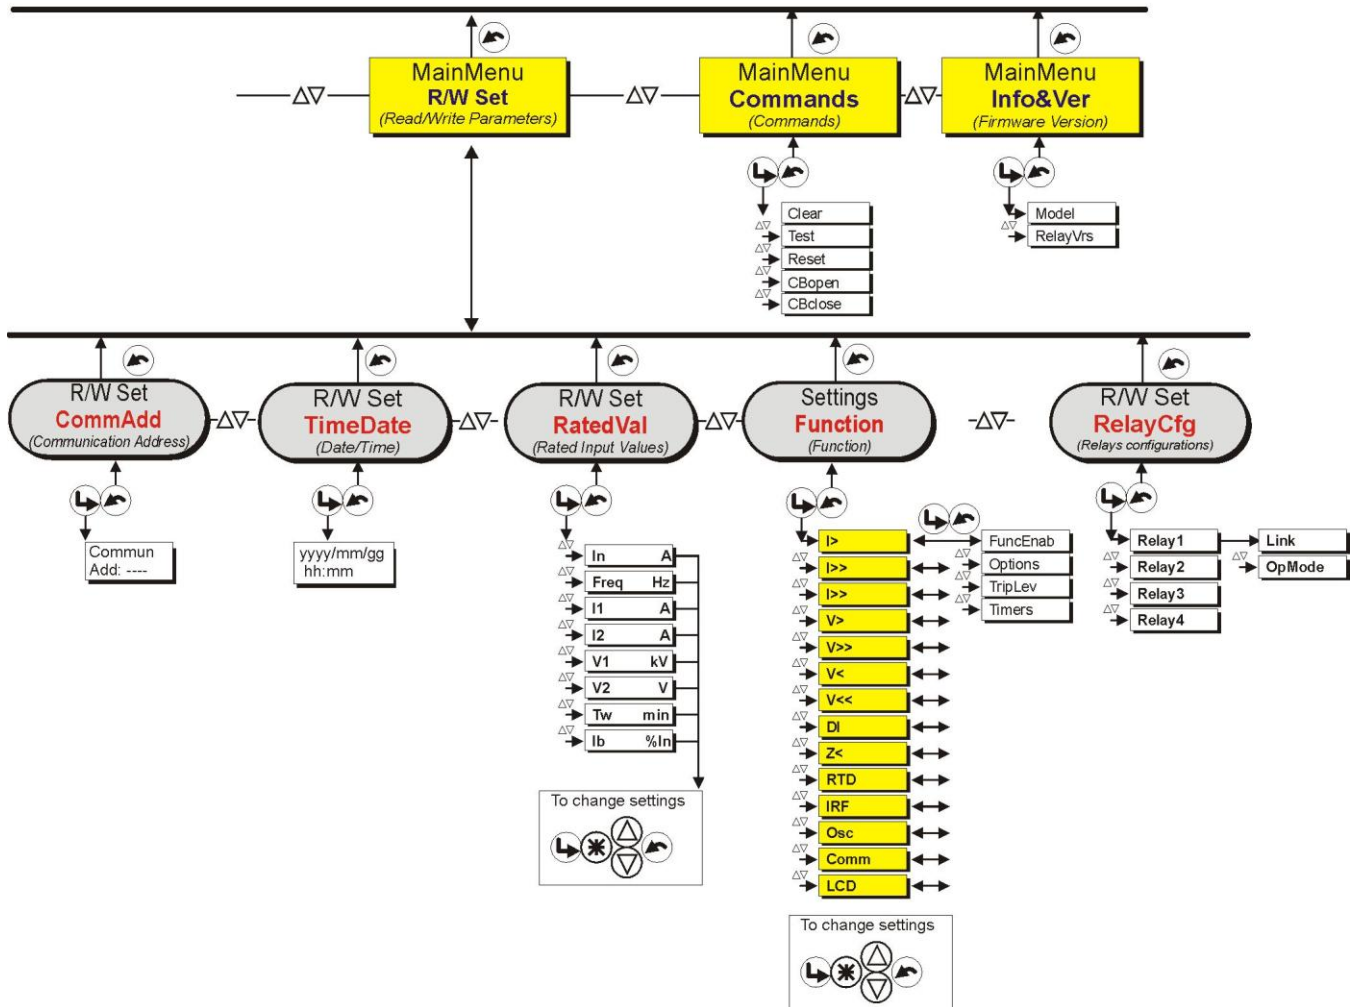 MainMenu
R/W Set
(Read/Write Parameters)
MainMenu
Commands
(Commands)
MainMenu
Info&Ver
(Firmware Version)
Clear
Test
Reset
CBopen
CBclose
Model
RelayVrs
R/W Set
CommAdd
(Communication Address)
R/W Set
TimeDate
(Date/Time)
R/W Set
RatedVal
(Rated Input Values)
Settings
Function
(Function)
R/W Set
RelayCfg
(Relays configurations)
Commun
Add: ----
yyyy/mm/gg
hh:mm
In A
Freq Hz
I1 A
I2 A
V1 kV
V2 V
Tw min
Ib %In
To change settings
I>
I>>
I>>
V>
V>>
V<
V<<
DI
Z<
RTD
IRF
Osc
Comm
LCD
FuncEnab
Options
TripLev
Timers
To change settings
Relay1
Relay2
Relay3
Relay4
Link
OpMode